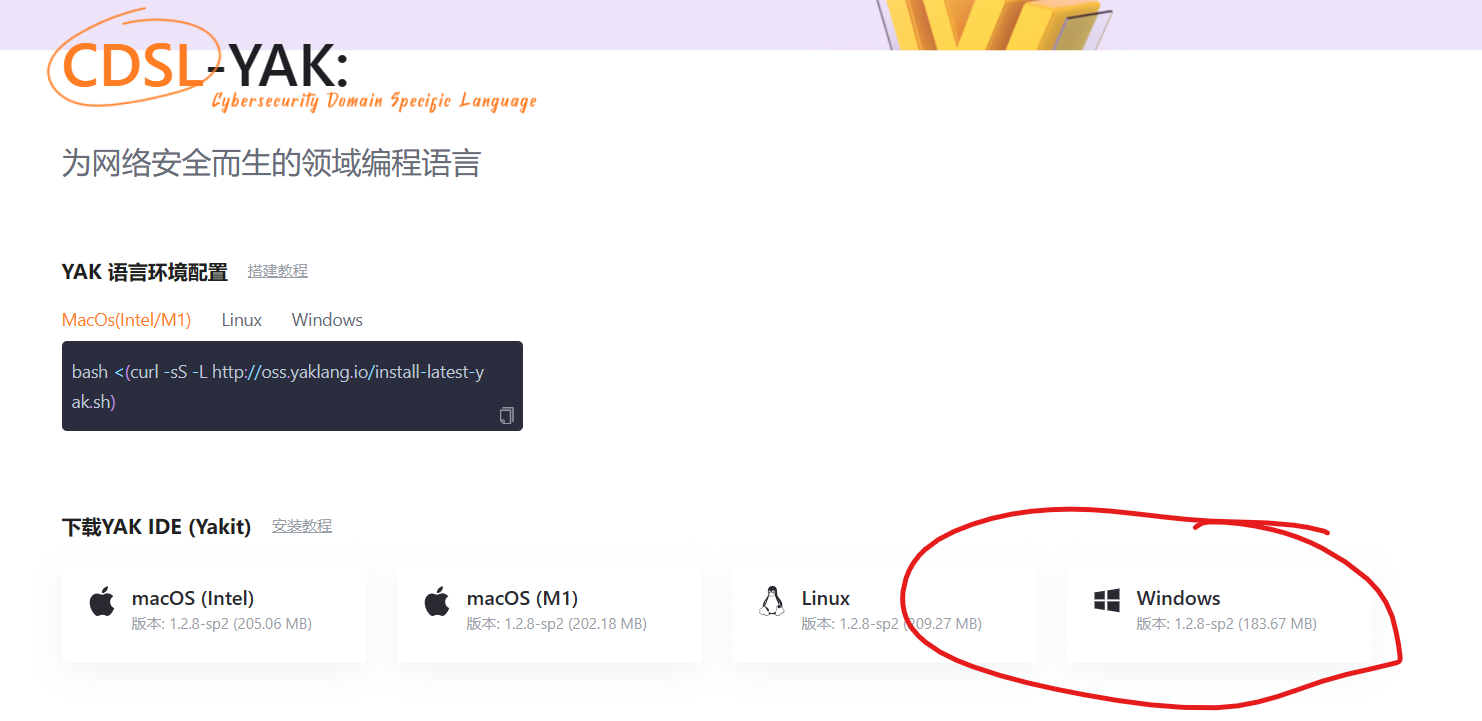 CDSL-YAK:
Cybersecurity Domain Specific Language
为网络安全而生的领域编程语言
YAK 语言环境配置 搭建教程
MacOs(Intel/M1) Linux Windows
bash <(curl -sS -L http://oss.yaklang.io/install-latest-y
ak.sh)
下载YAK IDE (Yakit) 安装教程
macOS (Intel)
版本: 1.2.8-sp2 (205.06 MB)
macOS (M1)
版本: 1.2.8-sp2 (202.18 MB)
Linux
版本: 1.2.8-sp2 (209.27 MB)
Windows
版本: 1.2.8-sp2 (183.67 MB)